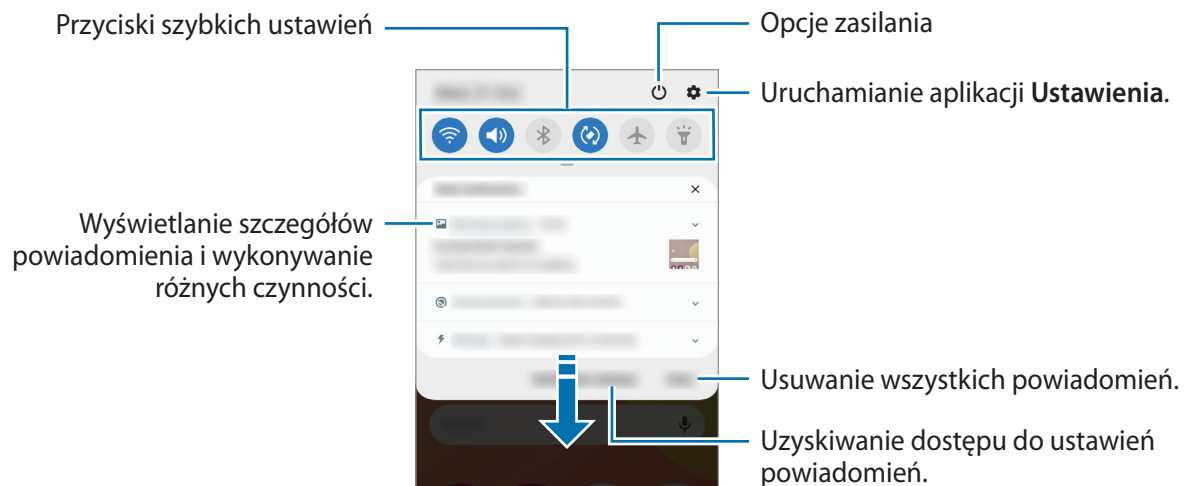 Przyciski szybkich ustawień
Opcje zasilania
Uruchamianie aplikacji Ustawienia.
Wyświetlanie szczegółów
powiadomienia i wykonywanie
różnych czynności.
Usuwanie wszystkich powiadomień.
Uzyskiwanie dostępu do ustawień
powiadomień.